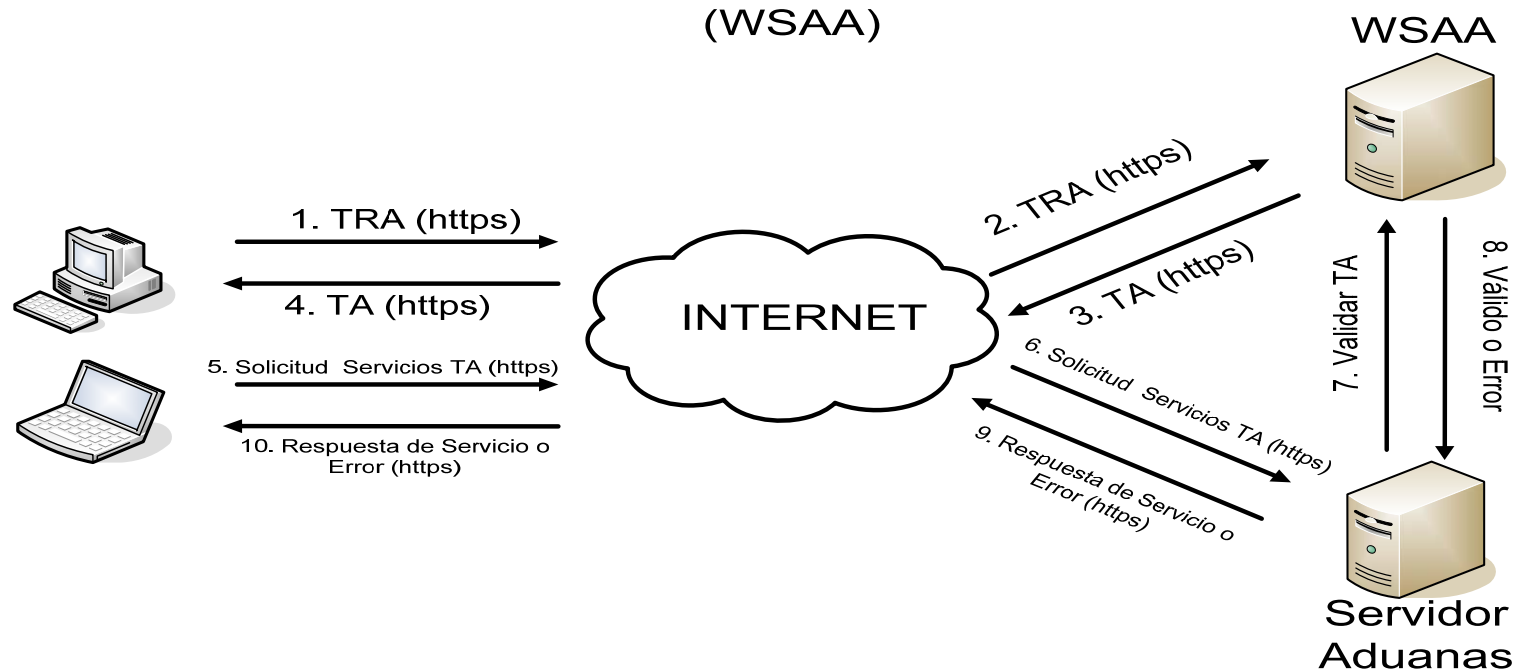 (WSAA)
WSAA
1. TRA (https)
2. TRA (https)
3. TA (https)
4. TA (https)
INTERNET
7. Validar TA
8. Válido o Error
5. Solicitud Servicios TA (https)
6. Solicitud Servicios TA (https)
10. Respuesta de Servicio o
Error (https)
9. Respuesta de Servicio o
Error (https)
Servidor
Aduanas